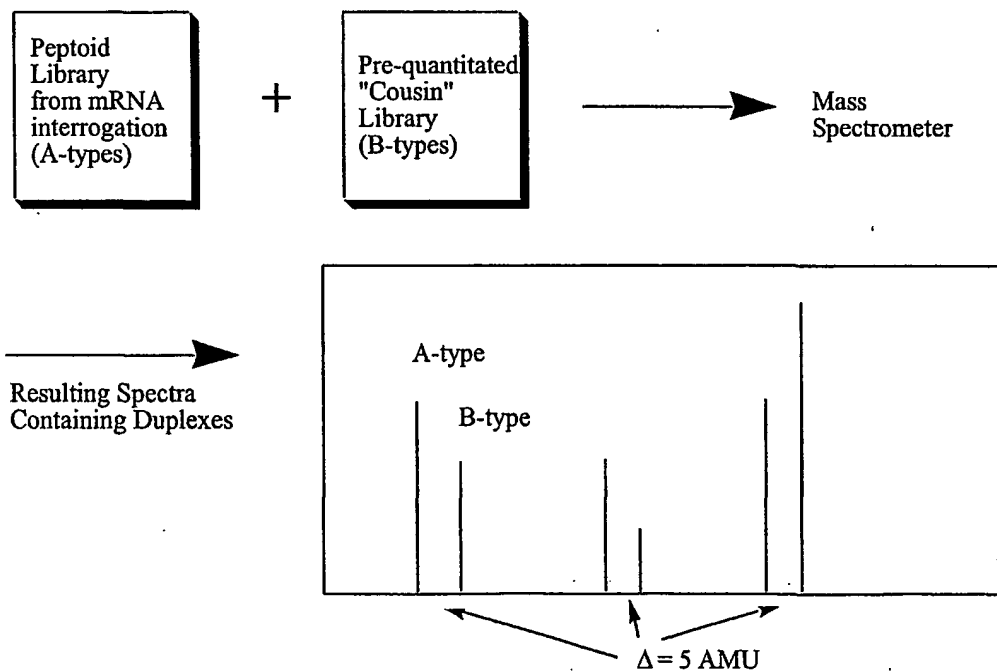 Peptoid
Library
from mRNA
interrogation
(A-types)
+
Pre-quantitated
"Cousin"
Library
(B-types)
Mass
Spectrometer
Resulting Spectra
Containing Duplexes
A-type
B-type
Δ = 5 AMU